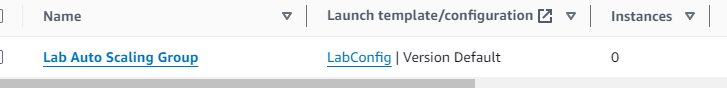 Name Launch template/configuration Instances
Lab Auto Scaling Group LabConfig | Version Default 0